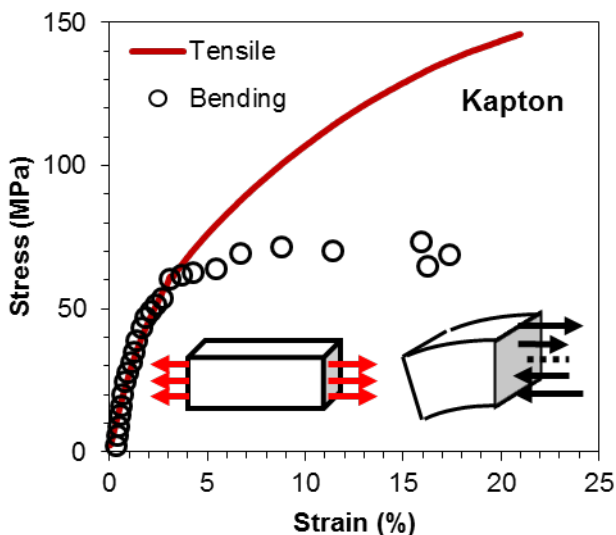 150
Tensile
Bending
Kapton
100
Stress (MPa)
50
0
0 5 10 15 20 25
Strain (%)